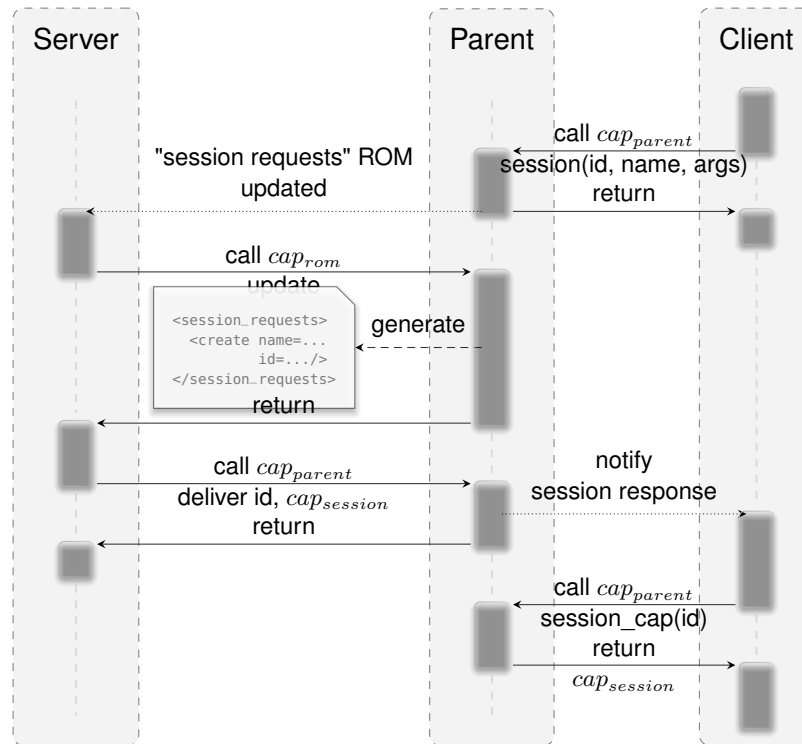 Server
Parent
Client
call cap_parent
session(id, name, args)
return
"session requests" ROM
updated
call cap_rom
update
<session_requests>
<create name=...
id=.../>
</session_requests>
generate
return
call cap_parent
deliver id, cap_session
return
notify
session response
call cap_parent
session_cap(id)
return
cap_session